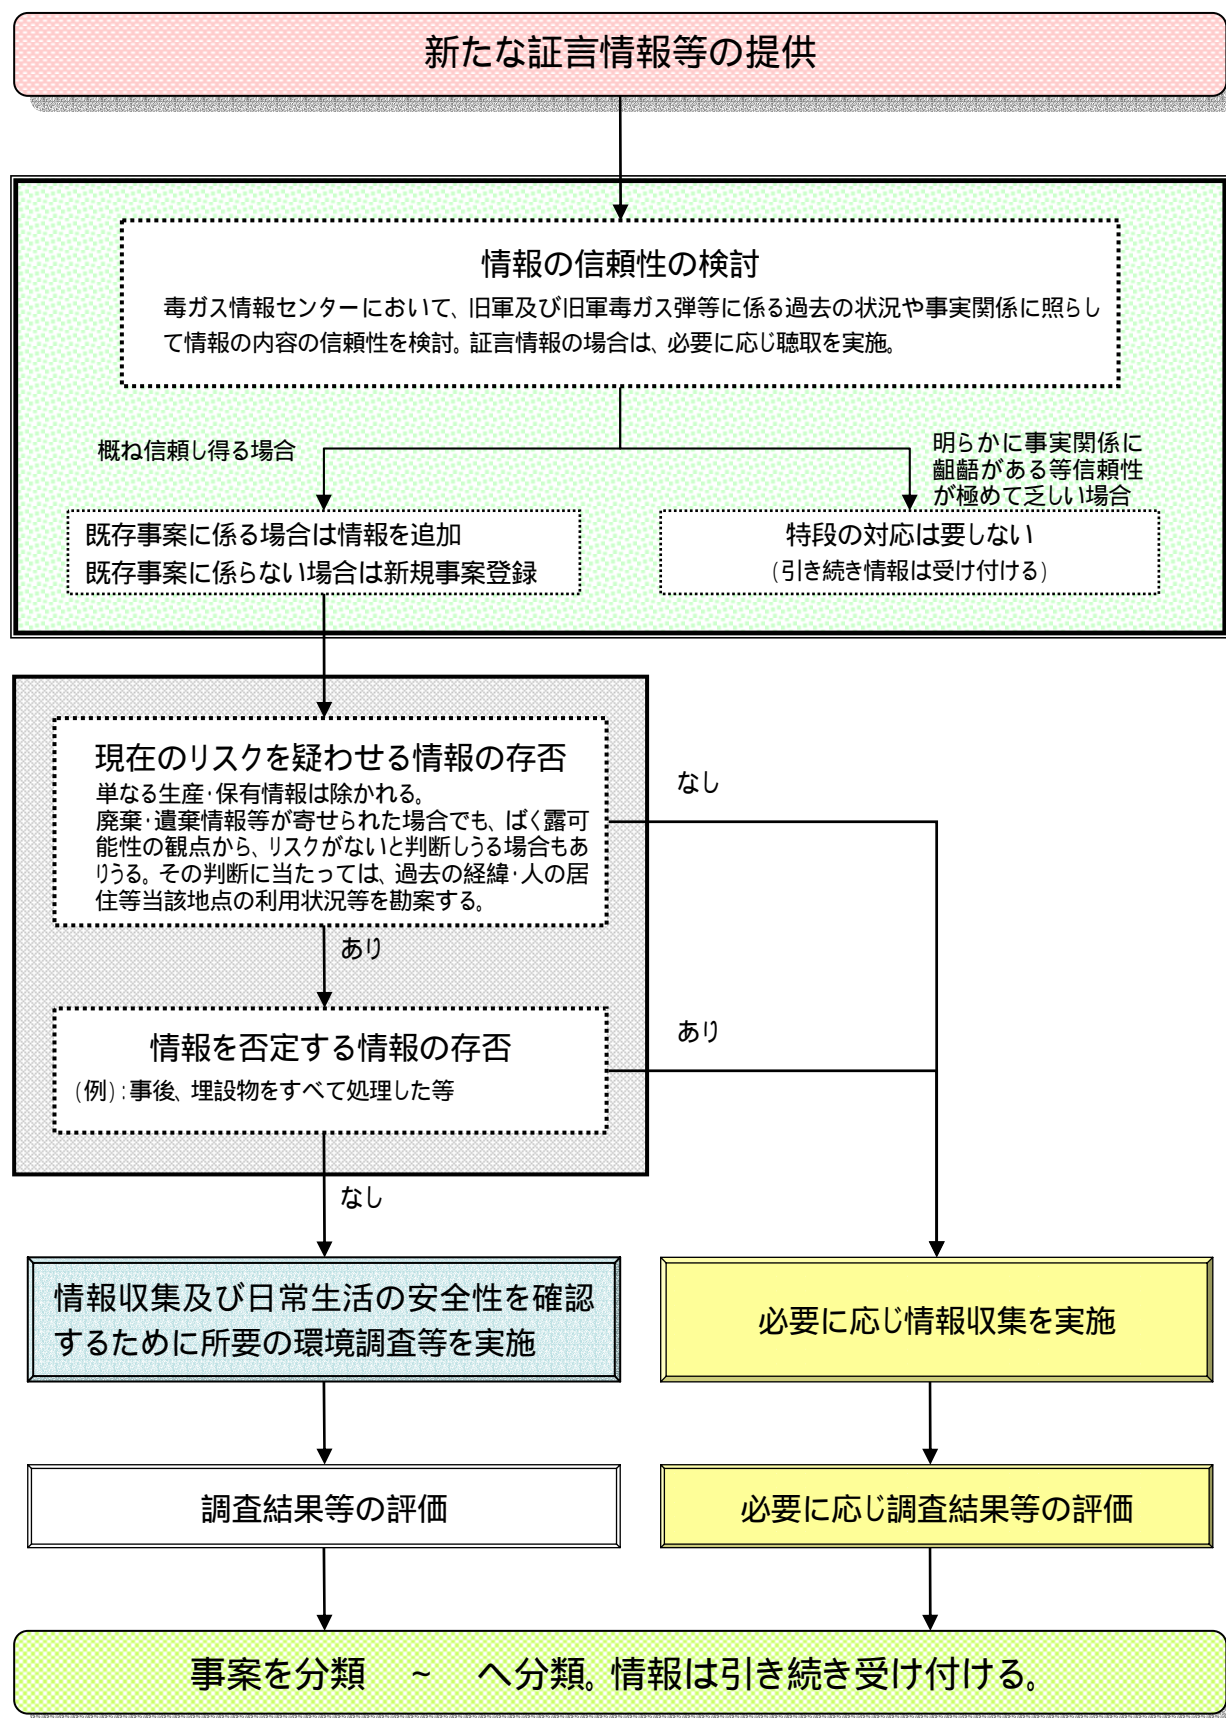 新たな証言情報等の提供
情報の信頼性の検討
毒ガス情報センターにおいて、旧軍及び旧軍毒ガス弾等に係る過去の状況や事実関係に照らし
て情報の内容の信頼性を検討。証言情報の場合は、必要に応じ聴取を実施。
概ね信頼し得る場合
明らかに事実関係に
齟齬がある等信頼性
が極めて乏しい場合
既存事案に係る場合は情報を追加
既存事案に係らない場合は新規事案登録
特段の対応は要しない
(引き続き情報は受け付ける)
現在のリスクを疑わせる情報の存否
単なる生産・保有情報は除かれる。
廃棄・遺棄情報等が寄せられた場合でも、ばく露可
能性の観点から、リスクがないと判断しうる場合もあ
りうる。その判断に当たっては、過去の経緯・人の居
住等当該地点の利用状況等を勘案する。
なし
あり
情報を否定する情報の存否
(例):事後、埋設物をすべて処理した等
あり
なし
情報収集及び日常生活の安全性を確認
するために所要の環境調査等を実施
必要に応じ情報収集を実施
調査結果等の評価
必要に応じ調査結果等の評価
事案を分類　~　へ分類。情報は引き続き受け付ける。